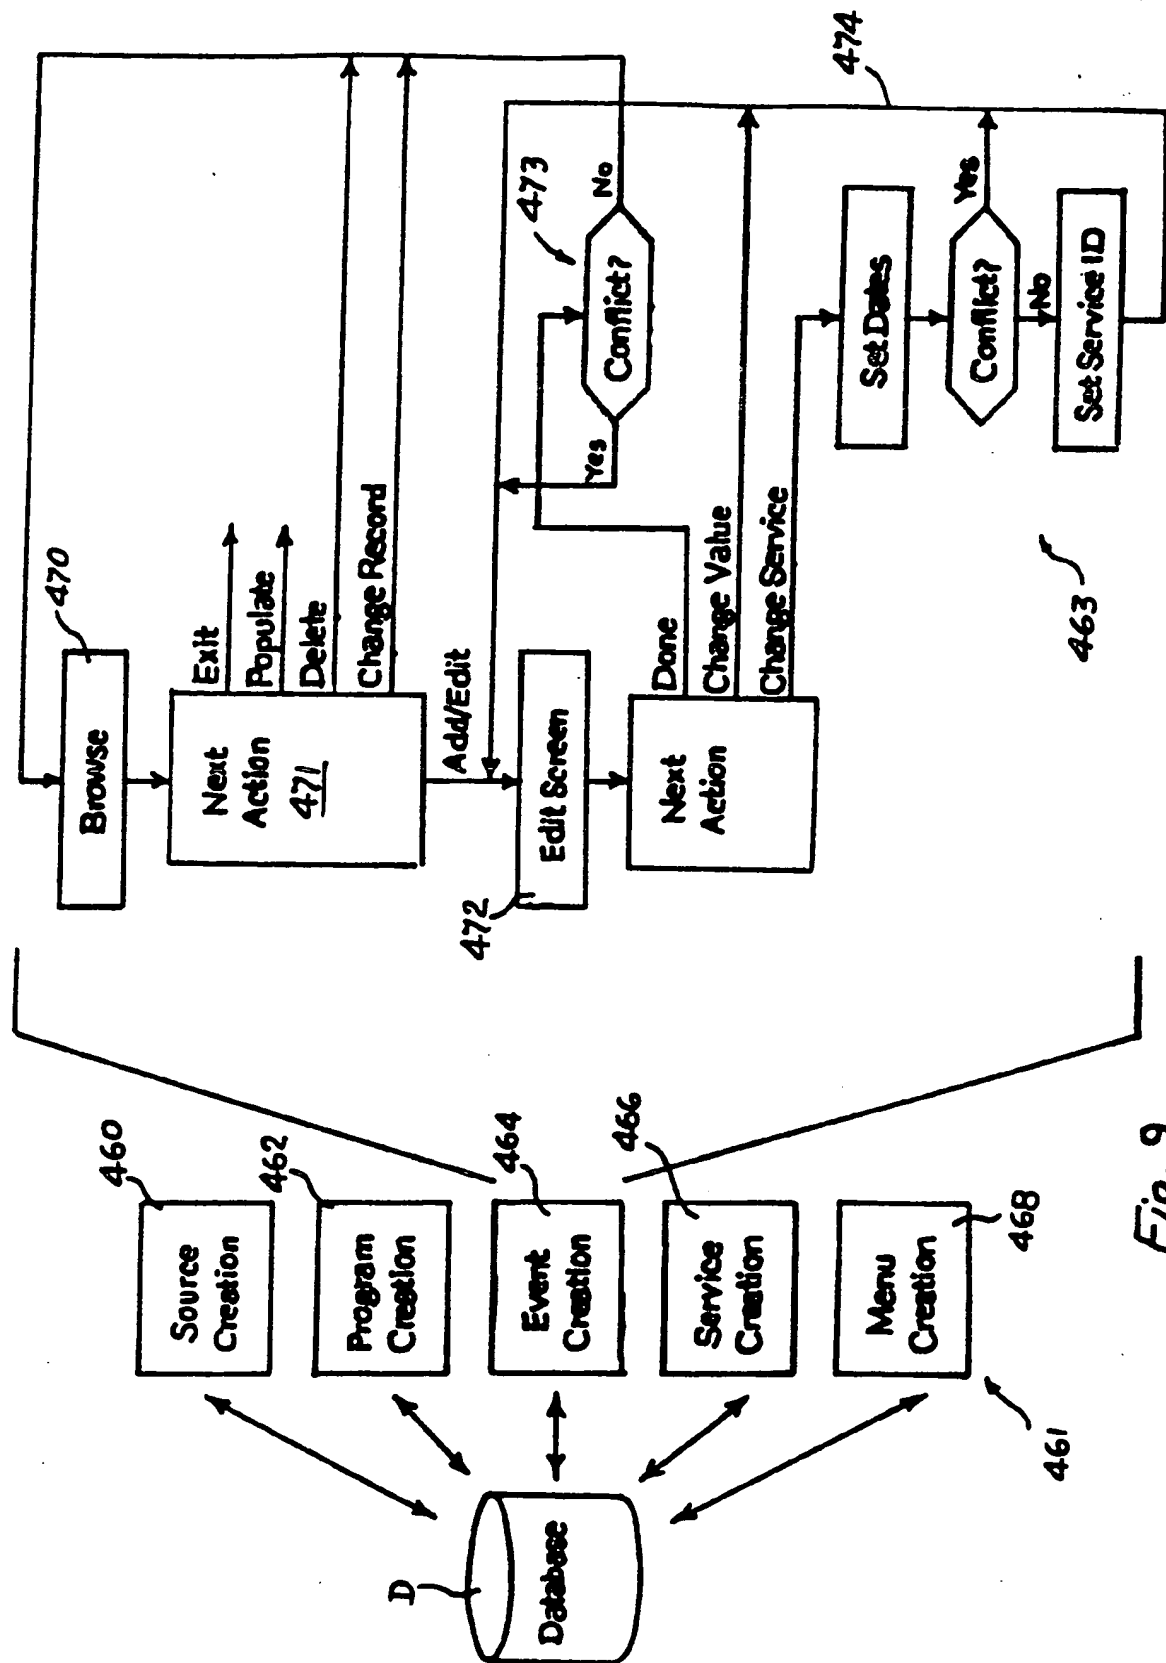 D
Database
Source
Creation
460
Program
Creation
462
Event
Creation
464
Service
Creation
466
Menu
Creation
468
461
Browse
470
Next
Action
471
Exit
Populate
Delete
Change Record
Add/Edit
Edit Screen
472
Next
Action
Done
Change Value
Change Service
Conflict?
Yes
No
473
Set Dates
Conflict?
Yes
No
Set Service ID
474
463
Fig. 9